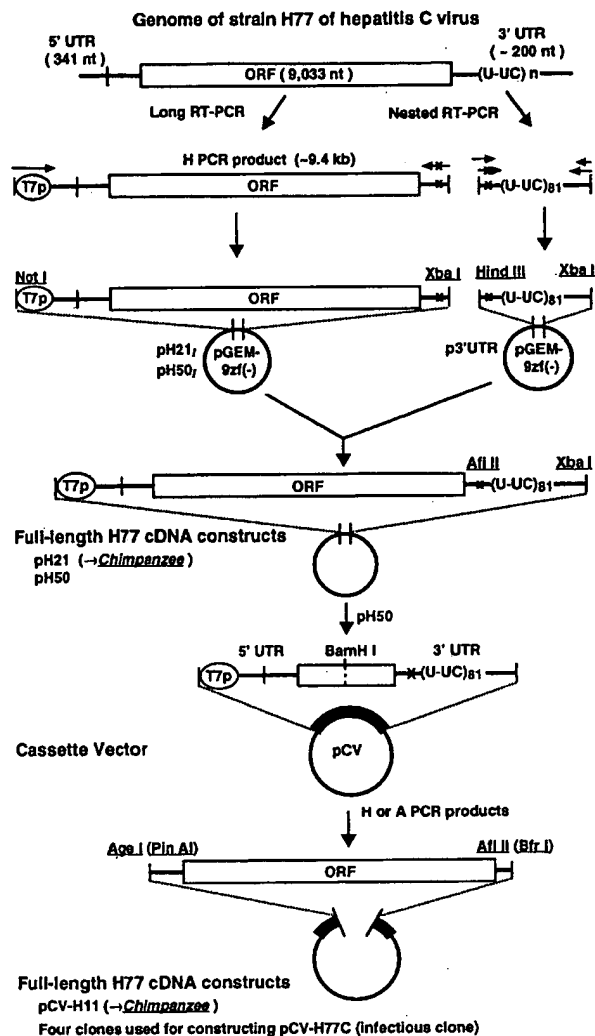 Genome of strain H77 of hepatitis C virus
5' UTR
(341 nt)
3' UTR
(~ 200 nt)
ORF (9,033 nt)
(U-UC) n
Long RT-PCR
Nested RT-PCR
H PCR product (~9.4 kb)
T7p
ORF
(U-UC)81
Not I
Xba I
Hind III
Xba I
T7p
ORF
(U-UC)81
pH21I
pH50I
pGEM-
9zf(-)
p3'UTR
pGEM-
9zf(-)
Afl II
Xba I
T7p
ORF
(U-UC)81
Full-length H77 cDNA constructs
pH21 (→Chimpanzee)
pH50
pH50
5' UTR
BamH I
3' UTR
T7p
(U-UC)81
Cassette Vector
pCV
H or A PCR products
Age I (Pin AI)
Afl II (Bfr I)
ORF
Full-length H77 cDNA constructs
pCV-H11 (→Chimpanzee)
Four clones used for constructing pCV-H77C (infectious clone)